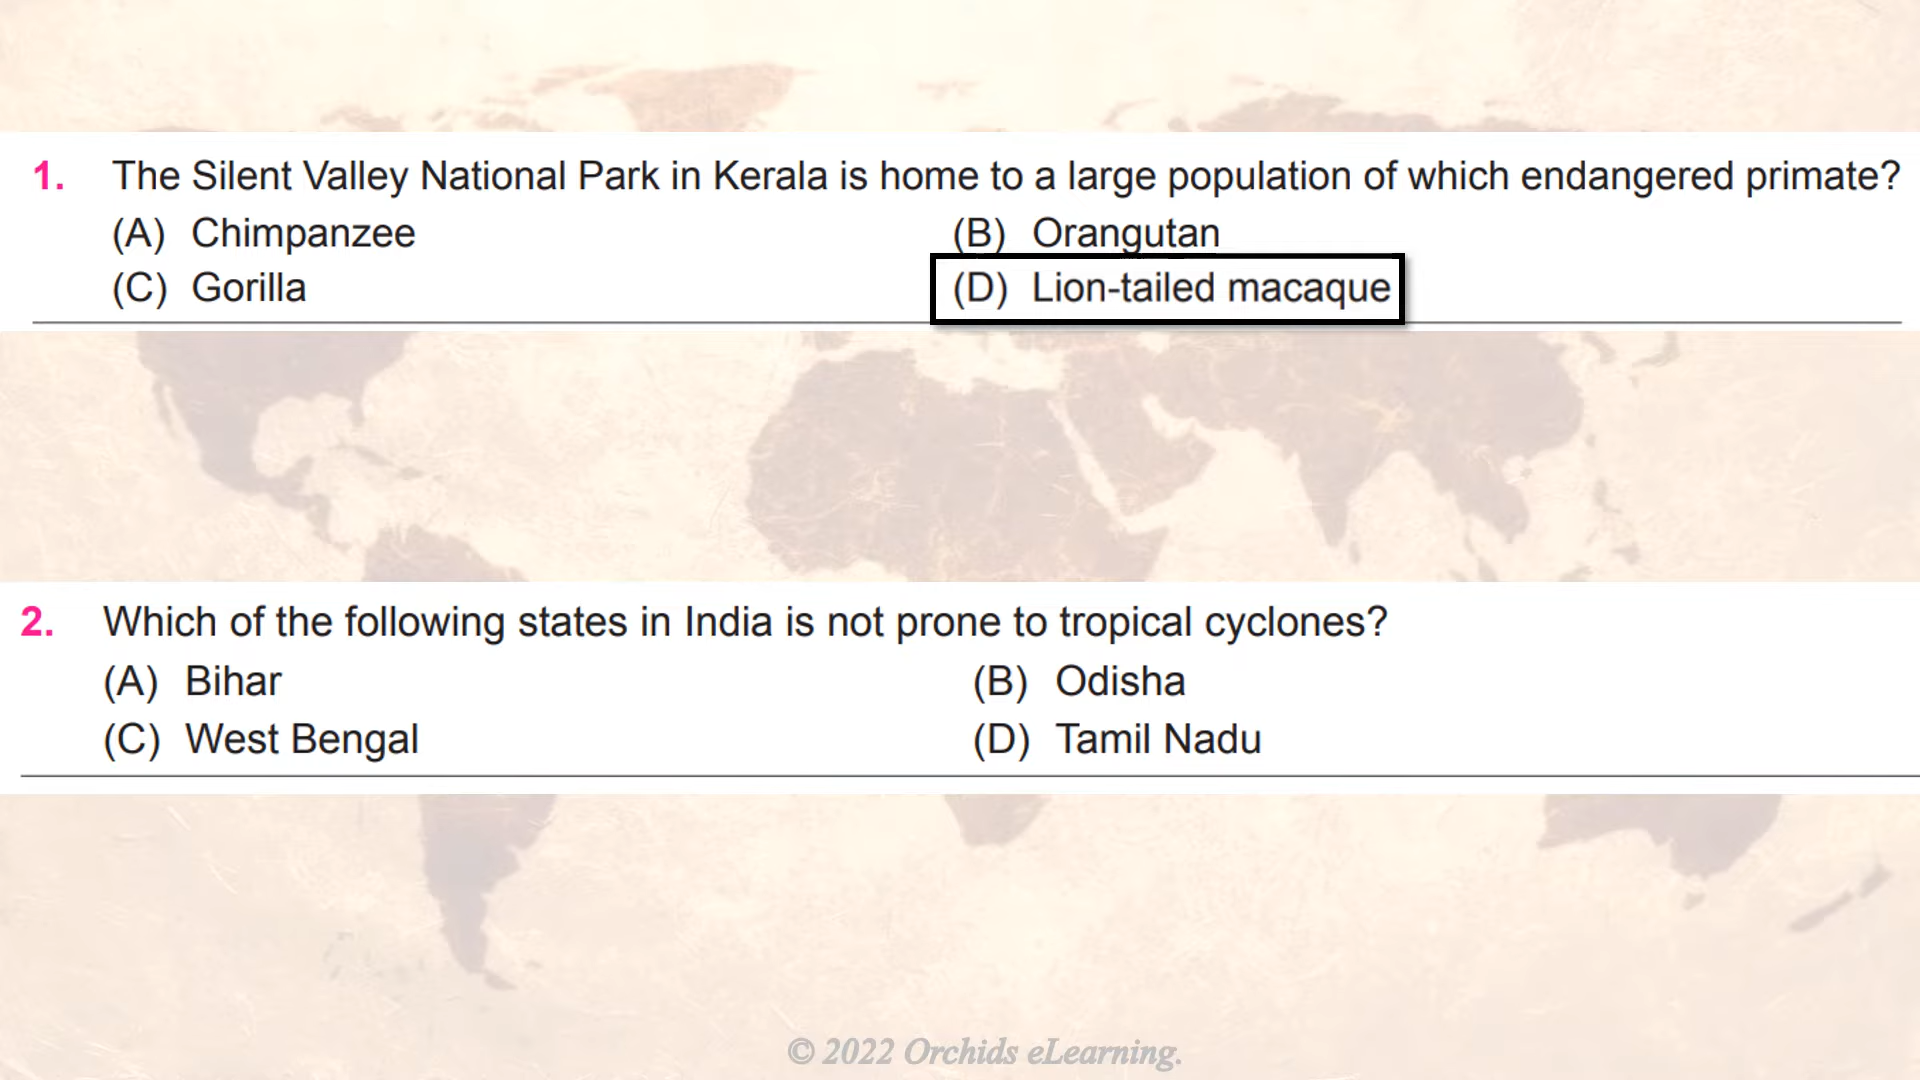 1. The Silent Valley National Park in Kerala is home to a large population of which endangered primate?
(A) Chimpanzee (B) Orangutan
(C) Gorilla (D) Lion-tailed macaque
2. Which of the following states in India is not prone to tropical cyclones?
(A) Bihar (B) Odisha
(C) West Bengal (D) Tamil Nadu
© 2022 Orchids eLearning.